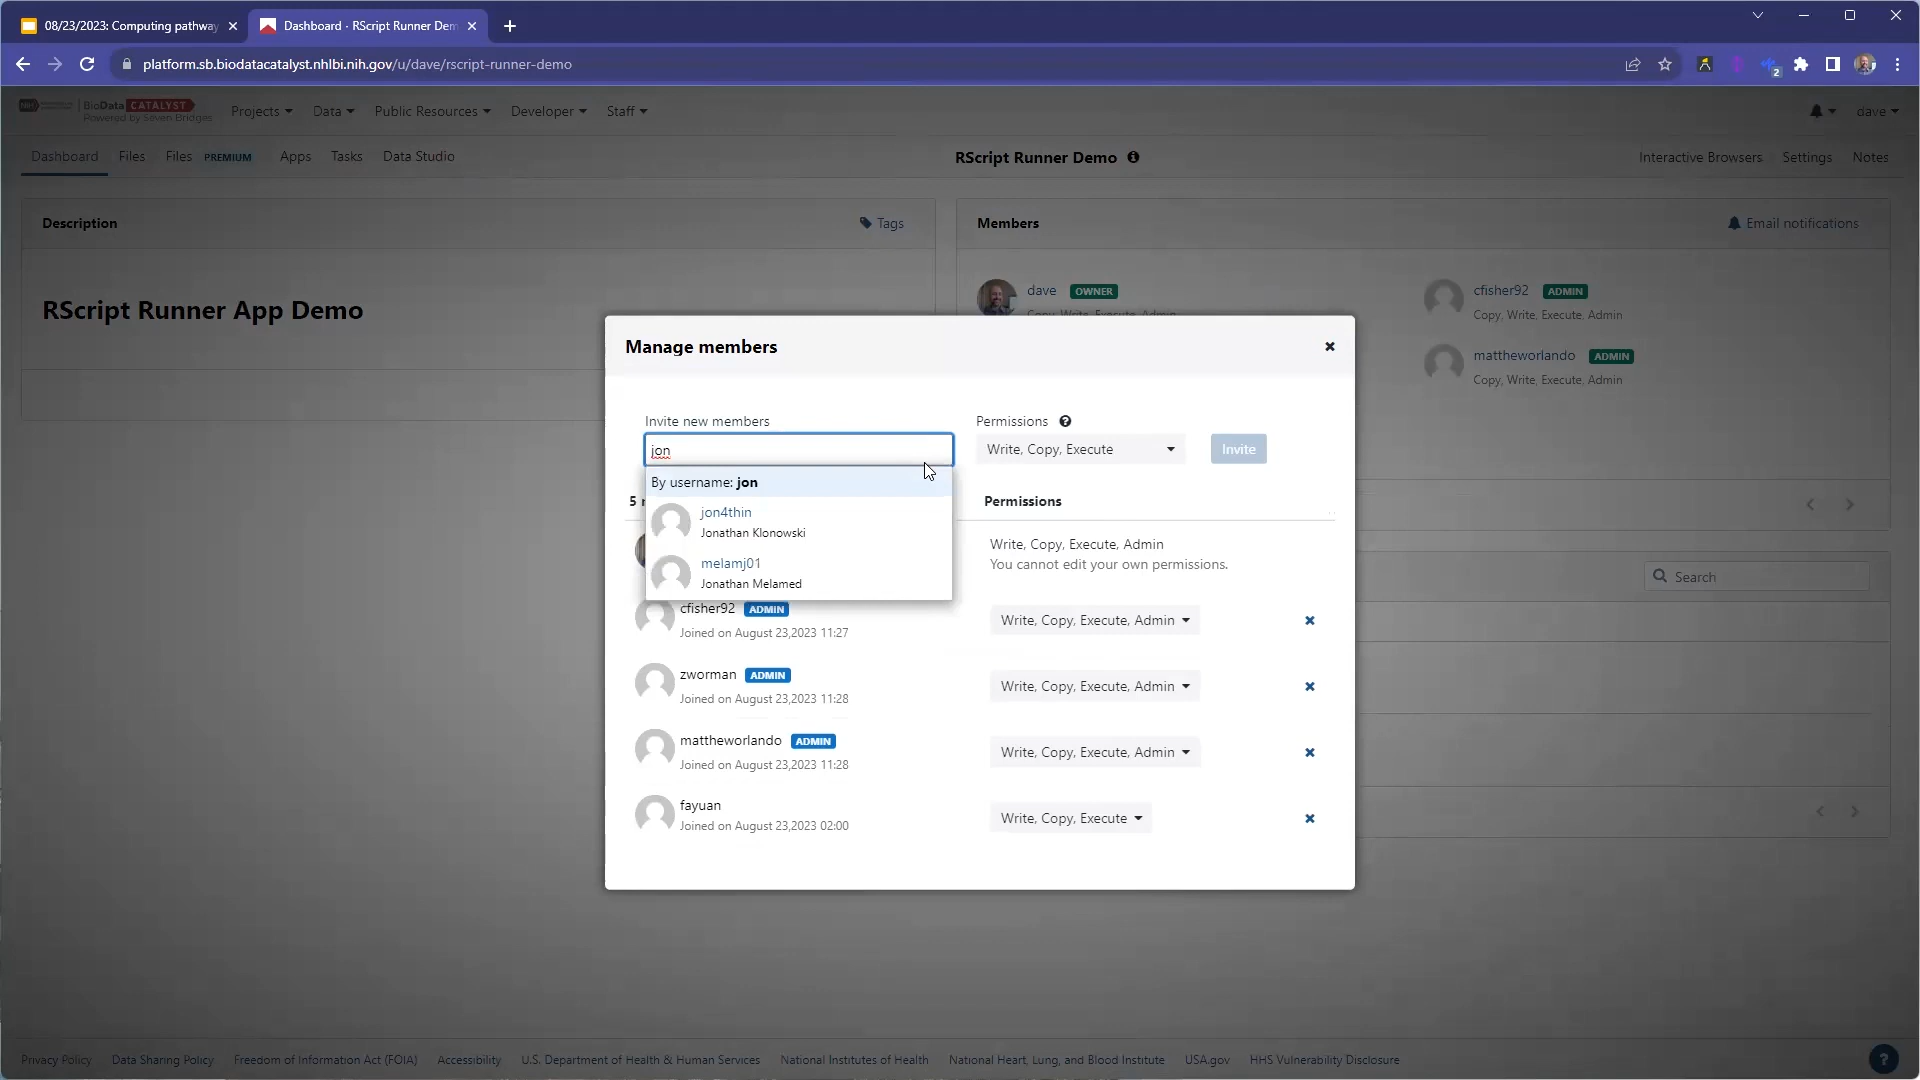 08/23/2023: Computing pathway
Dashboard - RScript Runner Dem
platform.sb.biodatacatalyst.nhlbi.nih.gov/u/dave/rscript-runner-demo
2
BioData CATALYST
Powered by Seven Bridges
Projects
Data
Public Resources
Developer
Staff
dave
Dashboard
Files
Files PREMIUM
Apps
Tasks
Data Studio
RScript Runner Demo
Interactive Browsers
Settings
Notes
Description
Tags
RScript Runner App Demo
Members
Email notifications
dave OWNER
Copy, Write, Execute, Admin
cfisher92 ADMIN
Copy, Write, Execute, Admin
mattheworlando ADMIN
Copy, Write, Execute, Admin
Search
Manage members
Invite new members
jon
Permissions ?
Write, Copy, Execute
Invite
By username: jon
jon4thin
Jonathan Klonowski
melamj01
Jonathan Melamed
5
Permissions
Write, Copy, Execute, Admin
You cannot edit your own permissions.
cfisher92 ADMIN
Joined on August 23,2023 11:27
Write, Copy, Execute, Admin
zworman ADMIN
Joined on August 23,2023 11:28
Write, Copy, Execute, Admin
mattheworlando ADMIN
Joined on August 23,2023 11:28
Write, Copy, Execute, Admin
fayuan
Joined on August 23,2023 02:00
Write, Copy, Execute
Privacy Policy
Data Sharing Policy
Freedom of Information Act (FOIA)
Accessibility
U.S. Department of Health & Human Services
National Institutes of Health
National Heart, Lung, and Blood Institute
USA.gov
HHS Vulnerability Disclosure
?